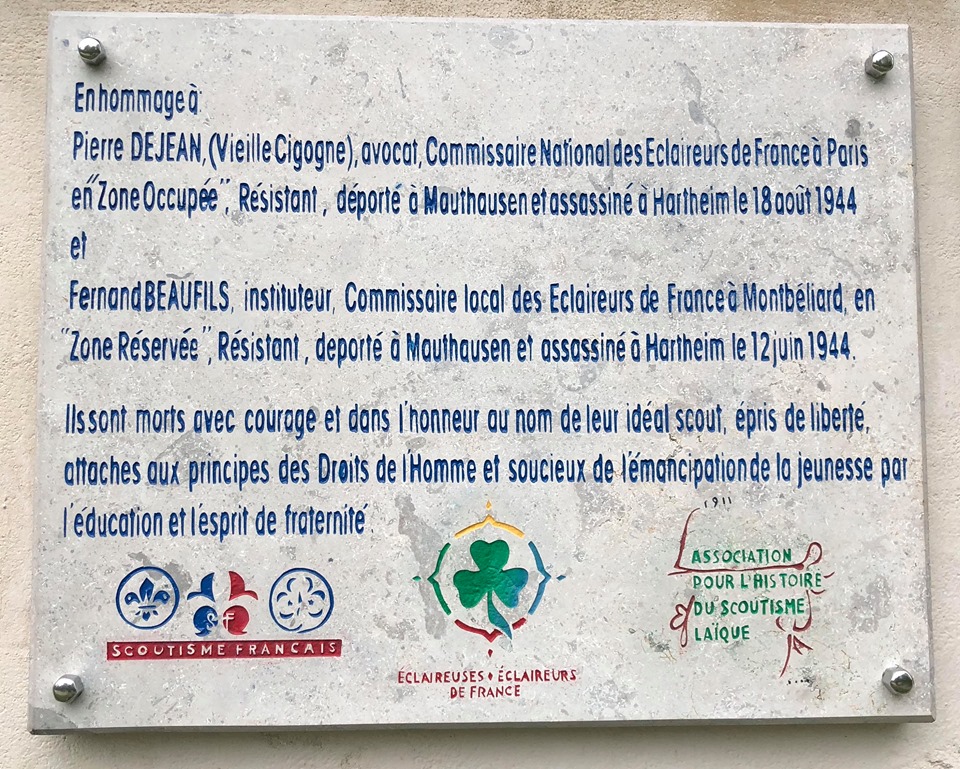 En hommage à:
Pierre DEJEAN, (Vieille Cigogne), avocat, Commissaire National des Eclaireurs de France à Paris
en "Zone Occupée", Résistant, déporté à Mauthausen et assassiné à Hartheim le 18 août 1944
et
Fernand BEAUFILS, instituteur, Commissaire local des Eclaireurs de France à Montbéliard, en
"Zone Réservée", Résistant, deporté à Mauthausen et assassiné à Hartheim le 12 juin 1944.
Ils sont morts avec courage et dans l'honneur au nom de leur idéal scout, épris de liberté,
attaches aux principes des Droits de l'Homme et soucieux de l'émancipation de la jeunesse par
l'éducation et l'esprit de fraternité
SF
SCOUTISME FRANCAIS
ÉCLAIREUSES ♦ ÉCLAIREURS
DE FRANCE
1911
ASSOCIATION
POUR L'HISTOIRE
DU SCOUTISME
LAÏQUE
....